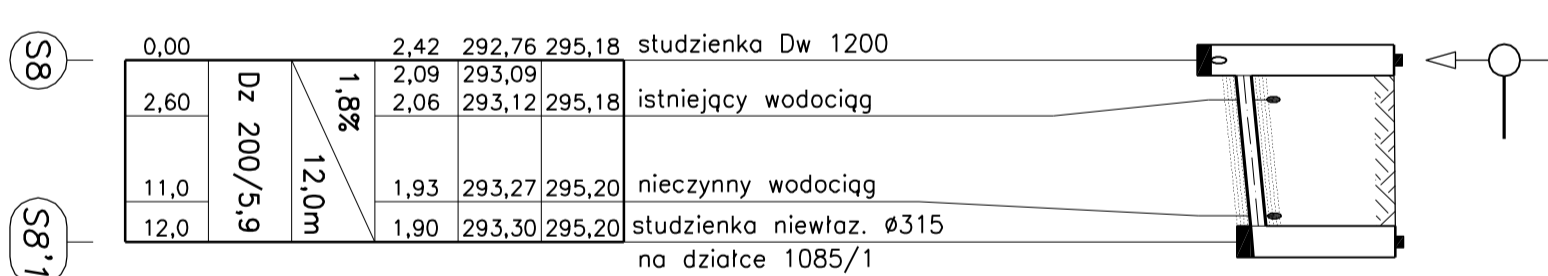 S8
0,00 2,42 292,76 295,18 studzienka Dw 1200
2,09 293,09
2,60 2,06 293,12 295,18 istniejący wodociąg
Dz 200/5,9
1,8%
12,0m
11,0 1,93 293,27 295,20 nieczynny wodociąg
12,0 1,90 293,30 295,20 studzienka niewłaz. ø315
na działce 1085/1
S8'1